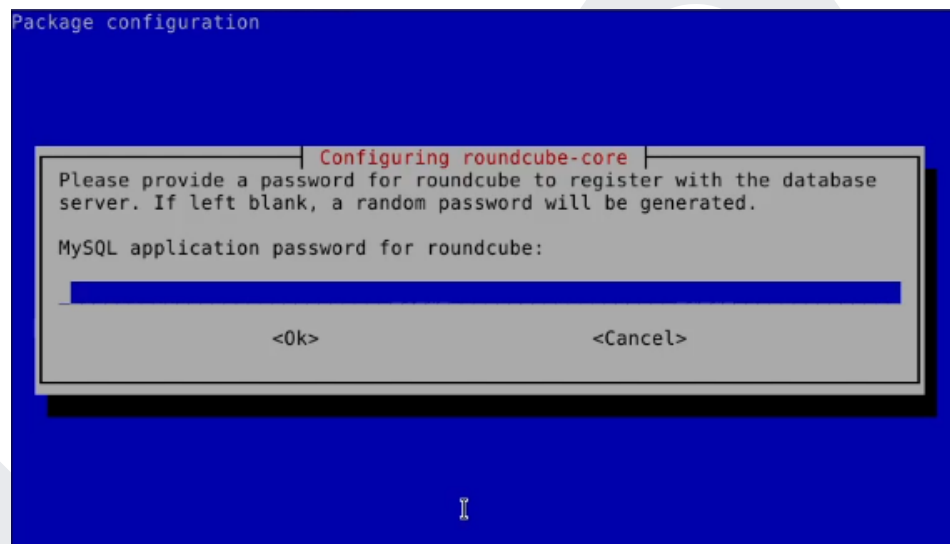 Package configuration
Configuring roundcube-core
Please provide a password for roundcube to register with the database
server. If left blank, a random password will be generated.
MySQL application password for roundcube:
<Ok> <Cancel>